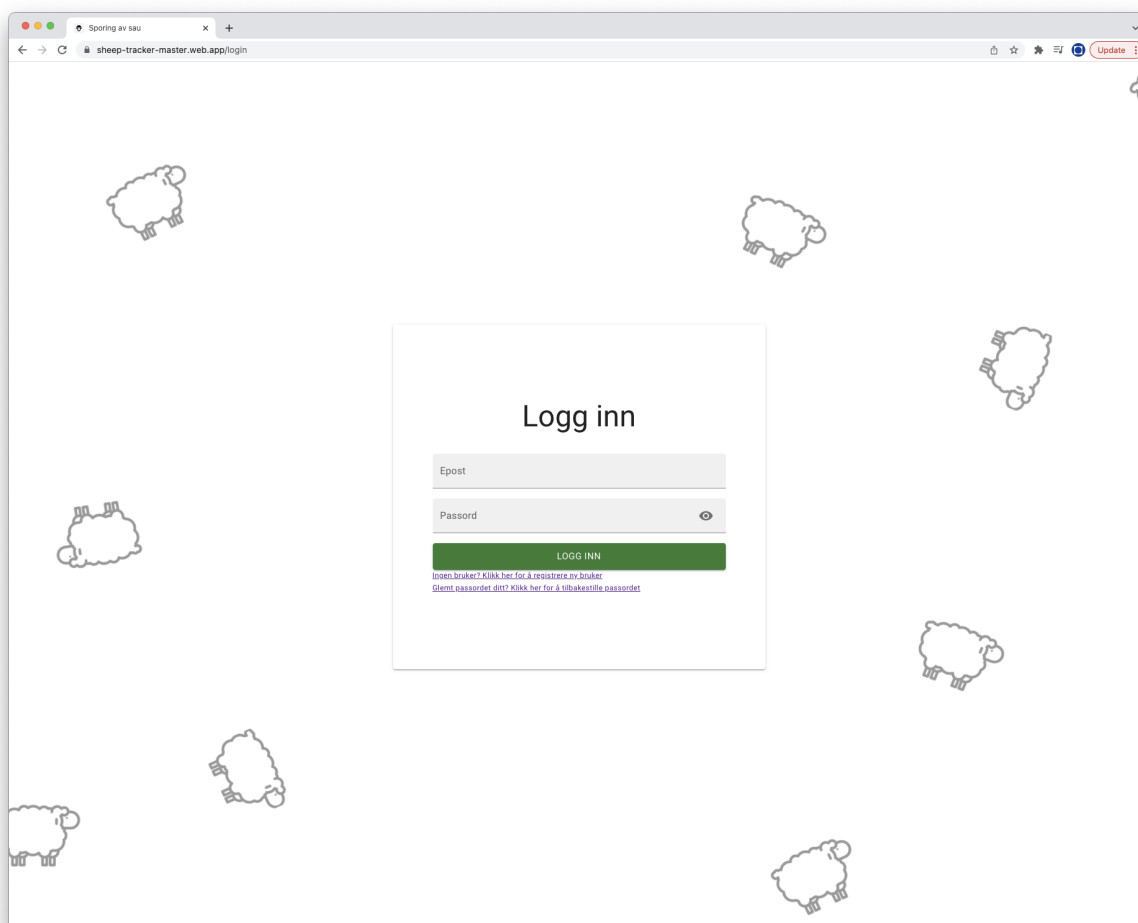 Sporing av sau
sheep-tracker-master.web.app/login
Update
Logg inn
Epost
Passord
LOGG INN
Ingen bruker? Klikk her for å registrere ny bruker
Glemt passordet ditt? Klikk her for å tilbakestille passordet